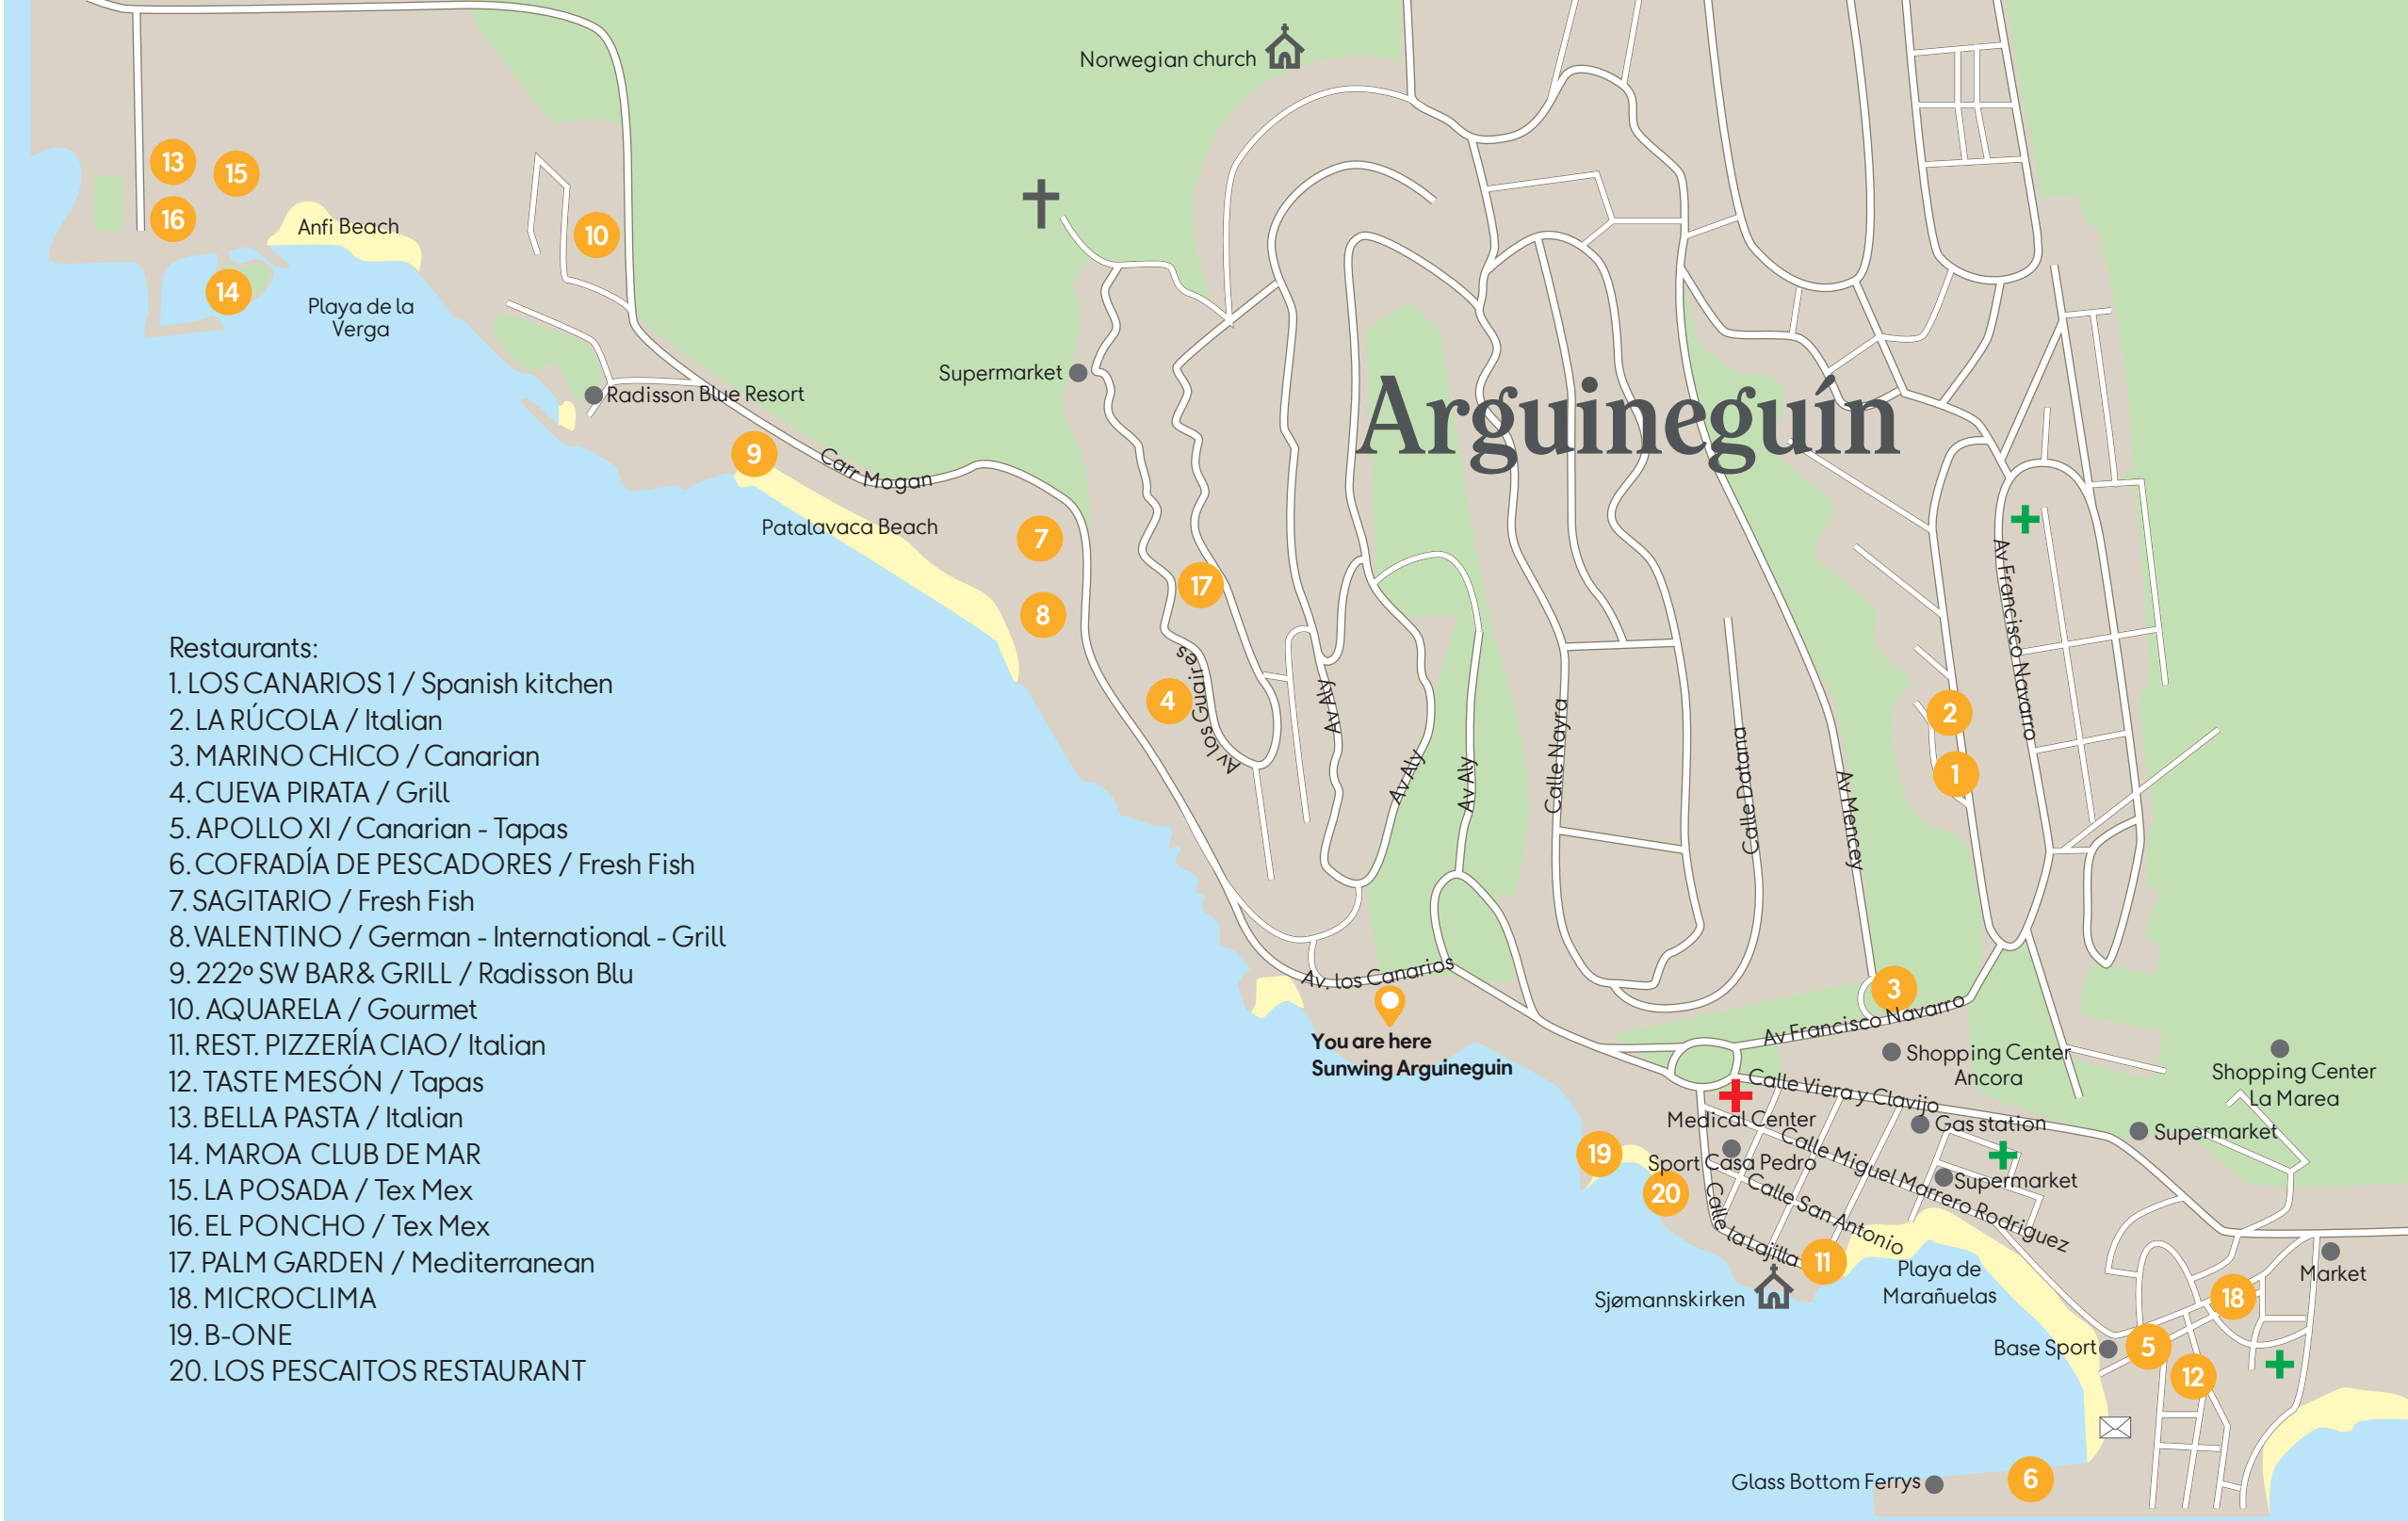 Norwegian church
13
15
16
Anfi Beach
10
14
Playa de la
Verga
Supermarket
Radisson Blue Resort
Arguineguín
9
Carr Mogan
Patalavaca Beach
7
8
17
4
Av los Guaires
Av Aly
Av Aly
Av Aly
Calle Nayra
Calle Datana
Av Mencey
Av Francisco Navarro
2
1
Restaurants:
1. LOS CANARIOS 1 / Spanish kitchen
2. LA RÚCOLA / Italian
3. MARINO CHICO / Canarian
4. CUEVA PIRATA / Grill
5. APOLLO XI / Canarian - Tapas
6. COFRADÍA DE PESCADORES / Fresh Fish
7. SAGITARIO / Fresh Fish
8. VALENTINO / German - International - Grill
9. 222º SW BAR& GRILL / Radisson Blu
10. AQUARELA / Gourmet
11. REST. PIZZERÍA CIAO/ Italian
12. TASTE MESÓN / Tapas
13. BELLA PASTA / Italian
14. MAROA CLUB DE MAR
15. LA POSADA / Tex Mex
16. EL PONCHO / Tex Mex
17. PALM GARDEN / Mediterranean
18. MICROCLIMA
19. B-ONE
20. LOS PESCAITOS RESTAURANT
Av. los Canarios
You are here
Sunwing Arguineguin
3
Av Francisco Navarro
Shopping Center
Ancora
Shopping Center
La Marea
Calle Viera y Clavijo
Medical Center
Gas station
Supermarket
19
Sport Casa Pedro
Calle Miguel Marrero Rodriguez
Supermarket
20
Calle San Antonio
Calle la Lajilla
11
Sjømannskirken
Playa de
Marañuelas
Market
18
Base Sport
5
12
Glass Bottom Ferrys
6